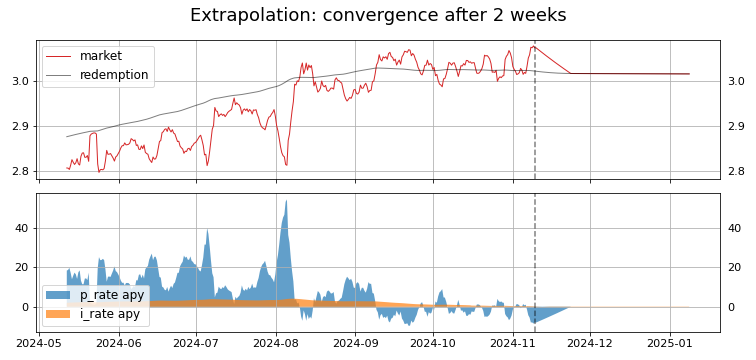 Extrapolation: convergence after 2 weeks
market
redemption
3.0 3.0
2.9 2.9
2.8 2.8
40 40
20 20
0 0
p_rate apy
i_rate apy
2024-05 2024-06 2024-07 2024-08 2024-09 2024-10 2024-11 2024-12 2025-01